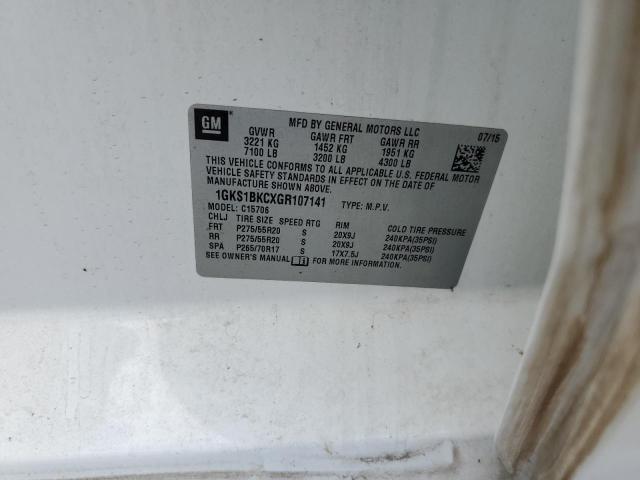 GM
MFD BY GENERAL MOTORS LLC 07/15
GVWR GAWR FRT GAWR RR
3221 KG 1452 KG 1951 KG
7100 LB 3200 LB 4300 LB
THIS VEHICLE CONFORMS TO ALL APPLICABLE U.S. FEDERAL MOTOR
VEHICLE SAFETY STANDARDS IN EFFECT ON THE DATE OF
MANUFACTURE SHOWN ABOVE.
1GKS1BKCXGR107141 TYPE: M.P.V.
MODEL: C15706
CHLJ TIRE SIZE SPEED RTG RIM COLD TIRE PRESSURE
FRT P275/55R20 S 20X9J 240KPA(35PSI)
RR P275/55R20 S 20X9J 240KPA(35PSI)
SPA P265/70R17 S 17X7.5J 240KPA(35PSI)
SEE OWNER'S MANUAL FOR MORE INFORMATION.